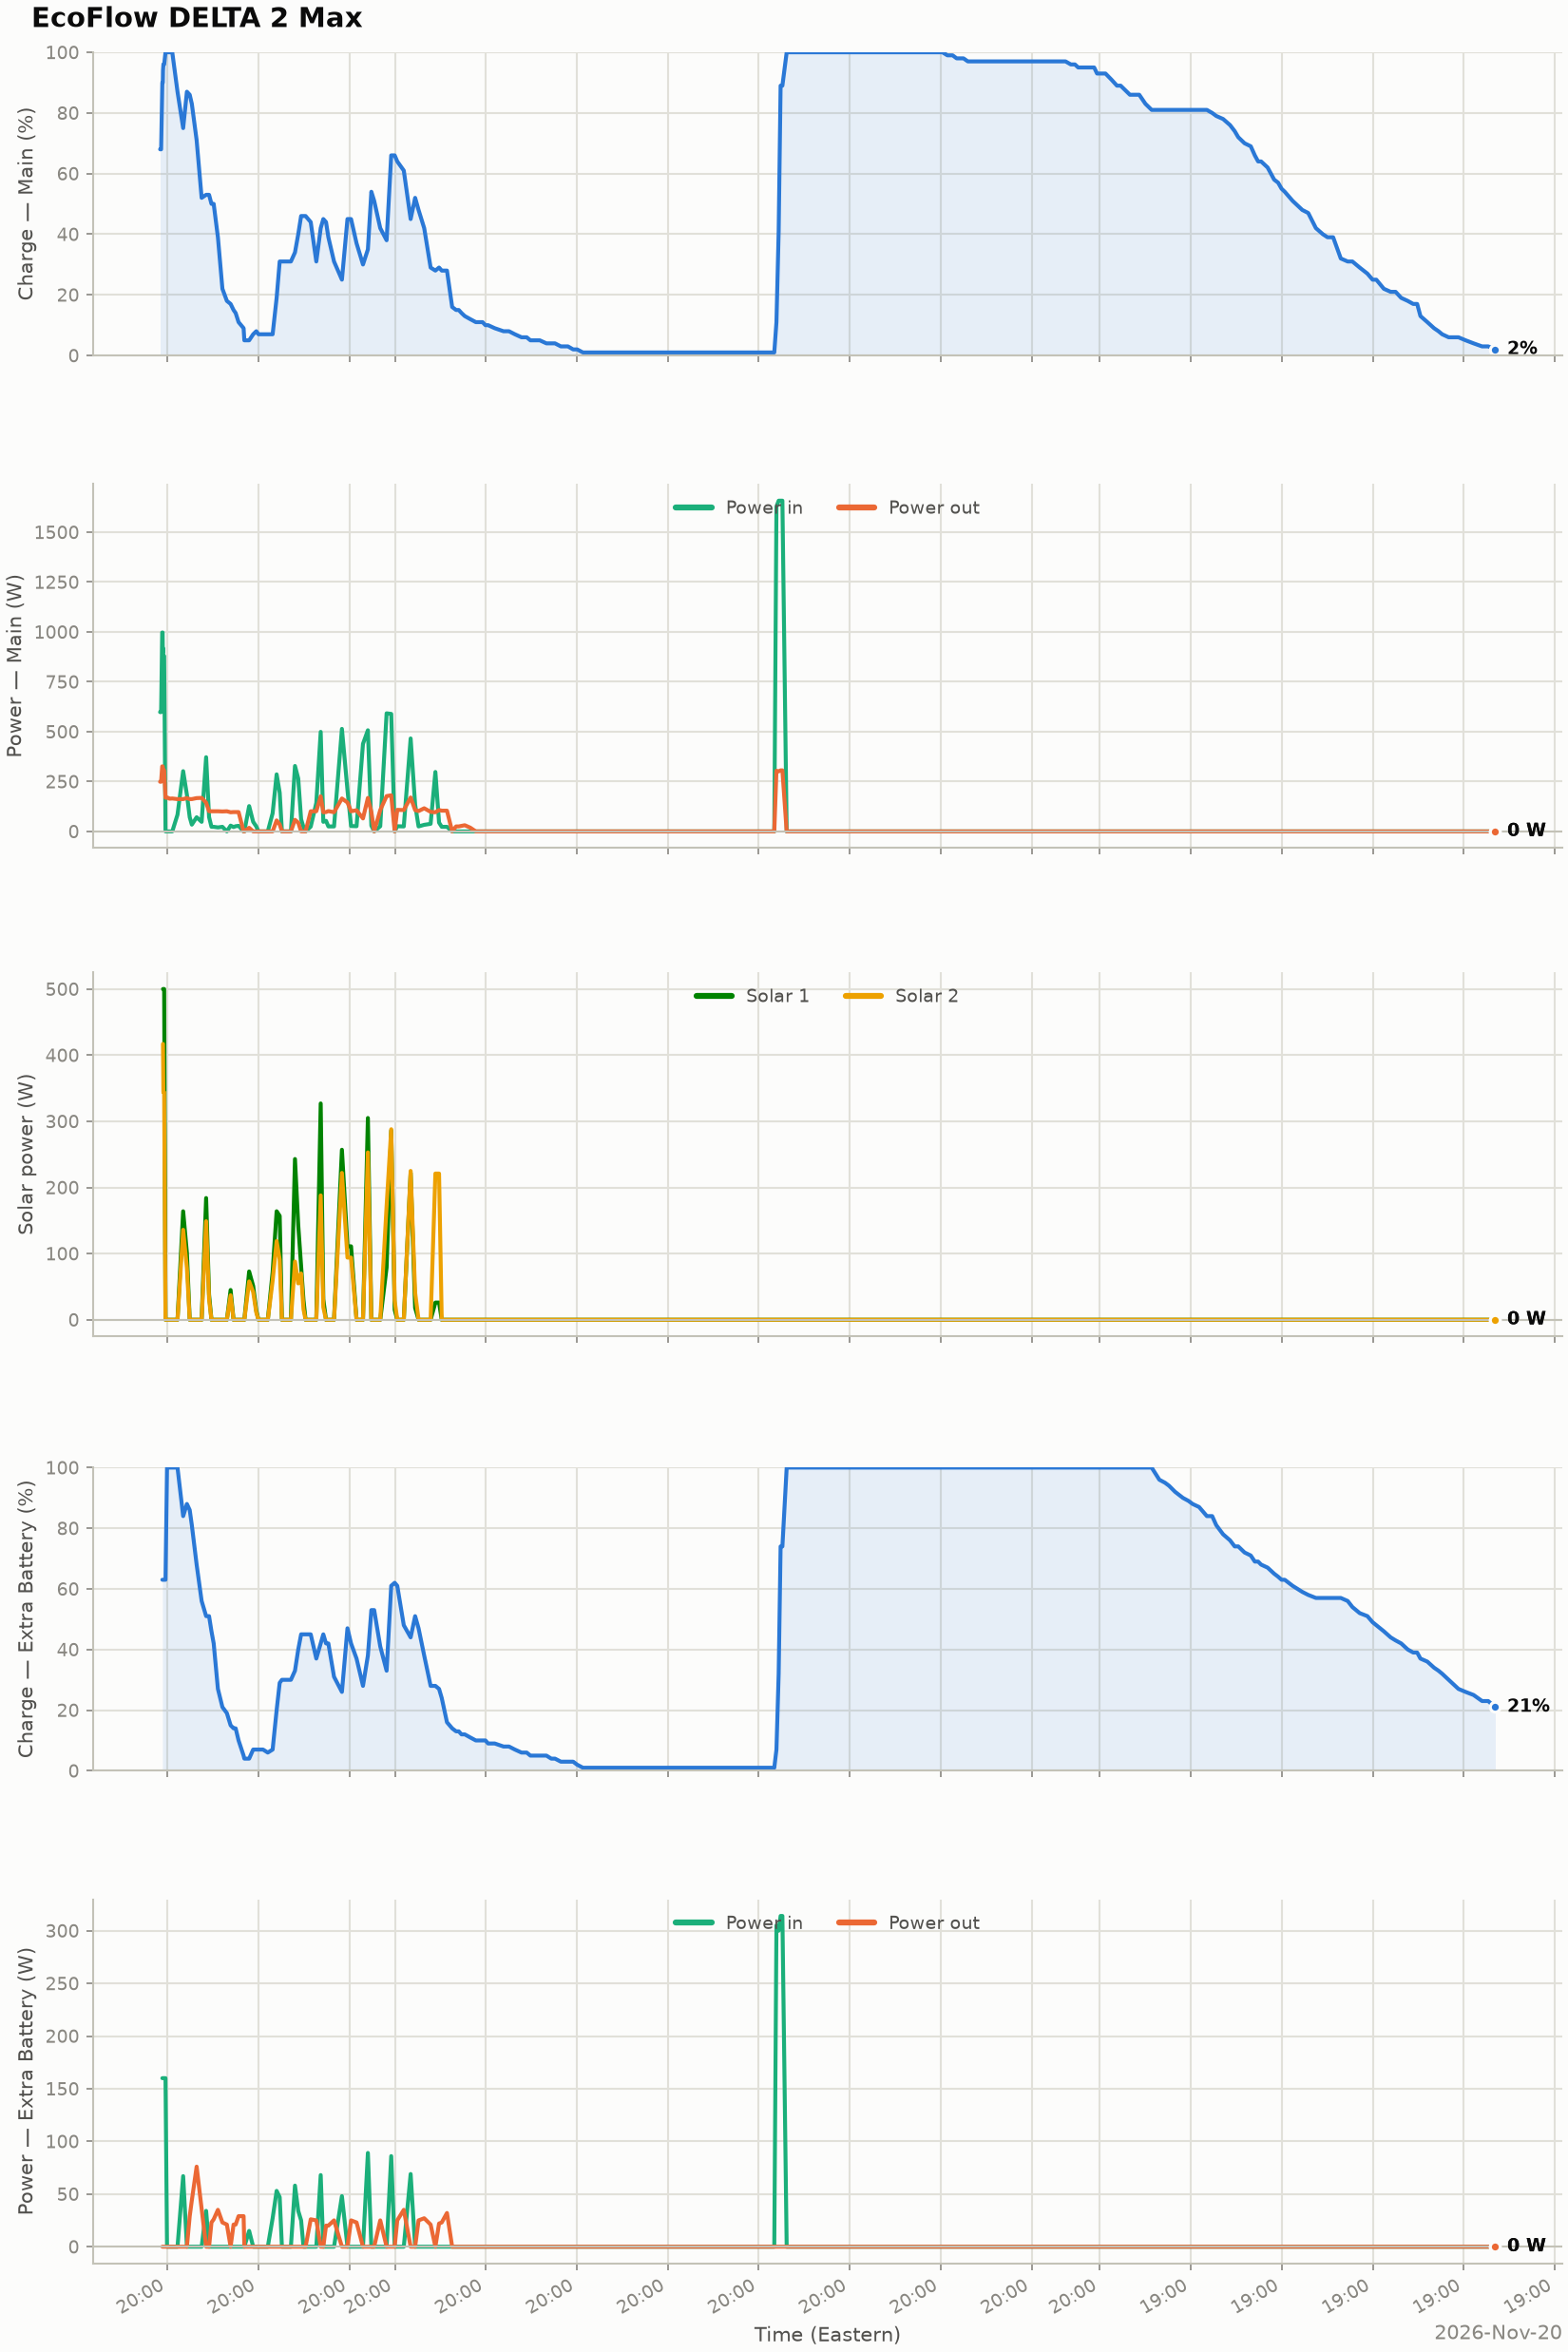 EcoFlow DELTA 2 Max
Charge — Main (%)
100
80
60
40
20
0
2%
Power — Main (W)
Power in
Power out
1500
1250
1000
750
500
250
0
0 W
Solar power (W)
Solar 1
Solar 2
500
400
300
200
100
0
0 W
Charge — Extra Battery (%)
100
80
60
40
20
0
21%
Power — Extra Battery (W)
Power in
Power out
300
250
200
150
100
50
0
0 W
20:00 20:00 20:00 20:00 20:00 20:00 20:00 20:00 20:00 20:00 20:00 20:00 19:00 19:00 19:00 19:00 19:00
Time (Eastern)
2026-Nov-20